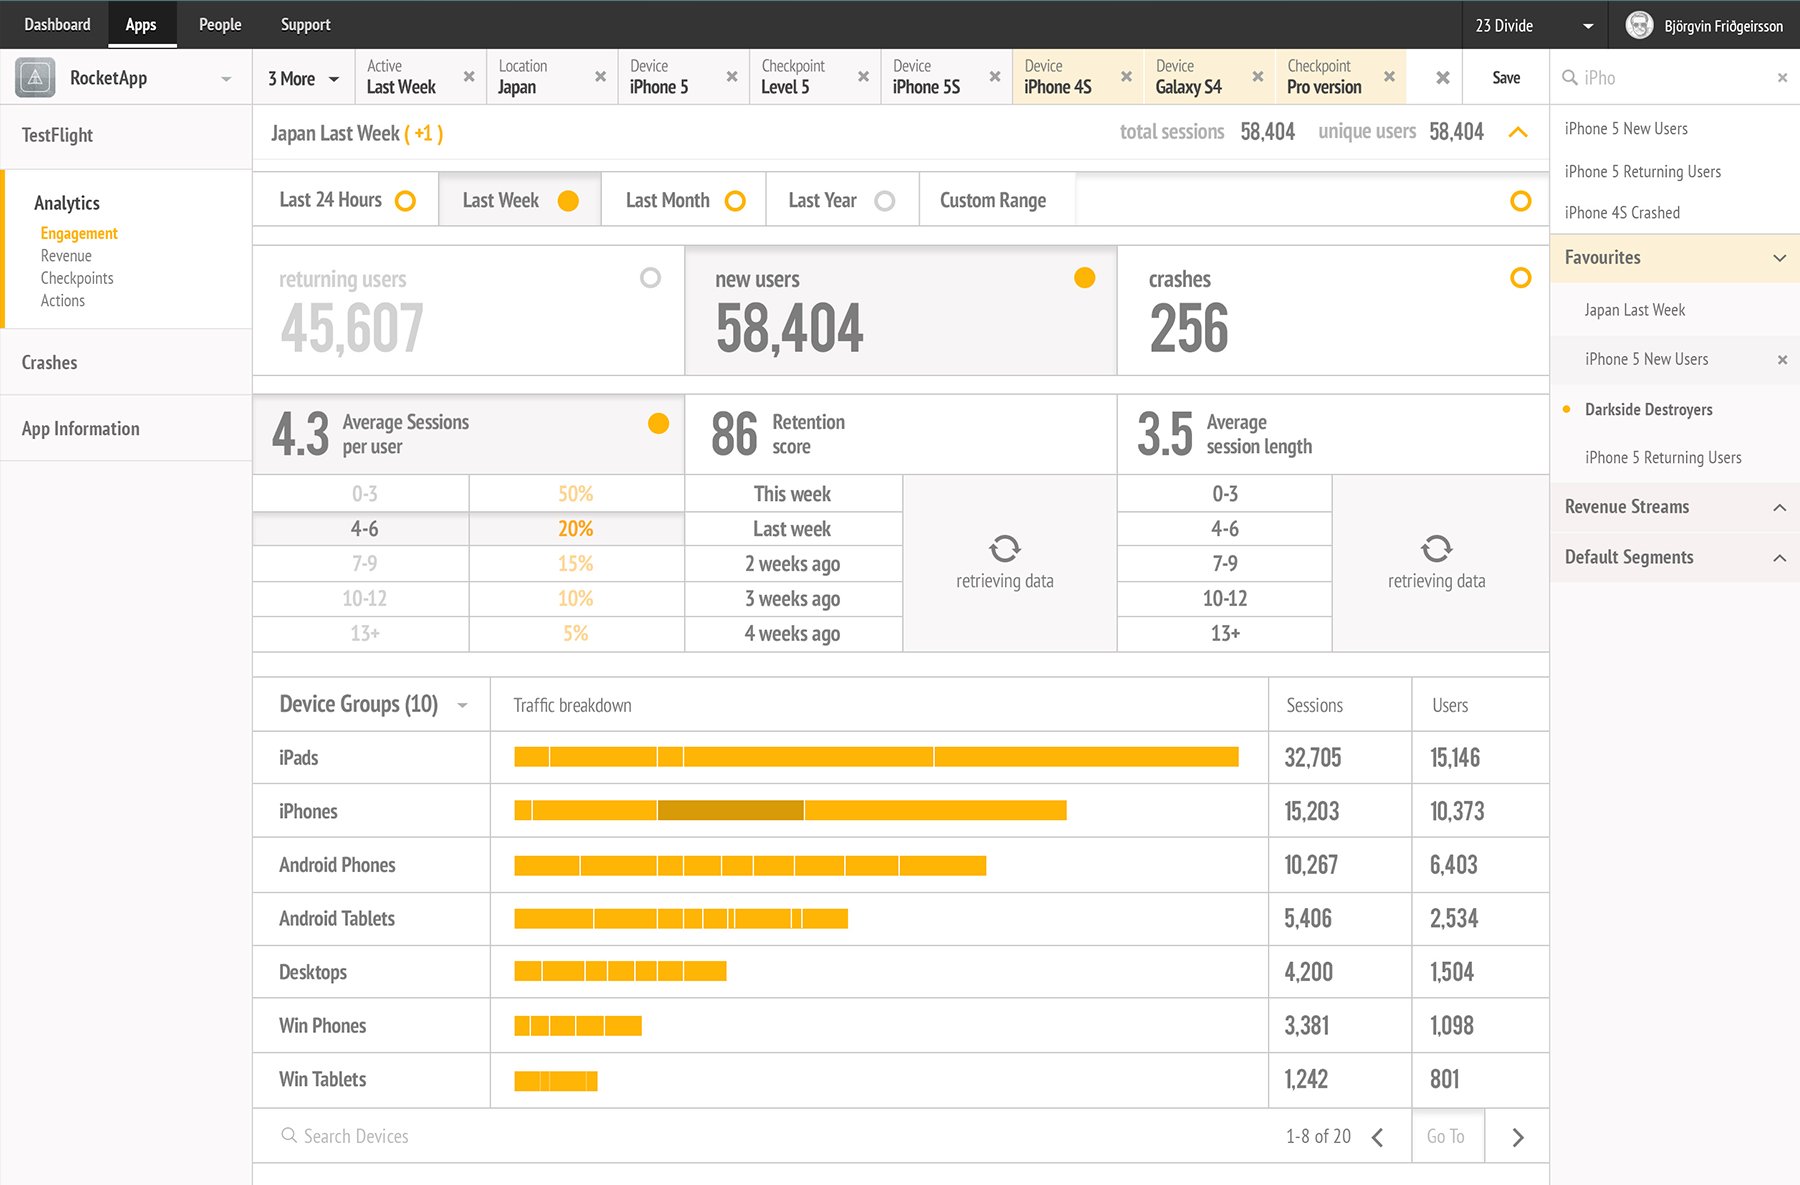 Dashboard
Apps
People
Support
23 Divide
Björgvin Friðgeirsson
RocketApp
3 More
Active
Last Week
Location
Japan
Device
iPhone 5
Checkpoint
Level 5
Device
iPhone 5S
Device
iPhone 4S
Device
Galaxy S4
Checkpoint
Pro version
Save
iPho
TestFlight
Analytics
Engagement
Revenue
Checkpoints
Actions
Crashes
App Information
Japan Last Week ( +1 )
total sessions 58,404 unique users 58,404
Last 24 Hours
Last Week
Last Month
Last Year
Custom Range
returning users
45,607
new users
58,404
crashes
256
4.3 Average Sessions
per user
0-3 50%
4-6 20%
7-9 15%
10-12 10%
13+ 5%
86 Retention
score
This week
Last week
2 weeks ago
3 weeks ago
4 weeks ago
retrieving data
3.5 Average
session length
0-3
4-6
7-9
10-12
13+
retrieving data
Device Groups (10) Traffic breakdown Sessions Users
iPads 32,705 15,146
iPhones 15,203 10,373
Android Phones 10,267 6,403
Android Tablets 5,406 2,534
Desktops 4,200 1,504
Win Phones 3,381 1,098
Win Tablets 1,242 801
Search Devices
1-8 of 20
Go To
iPhone 5 New Users
iPhone 5 Returning Users
iPhone 4S Crashed
Favourites
Japan Last Week
iPhone 5 New Users
Darkside Destroyers
iPhone 5 Returning Users
Revenue Streams
Default Segments